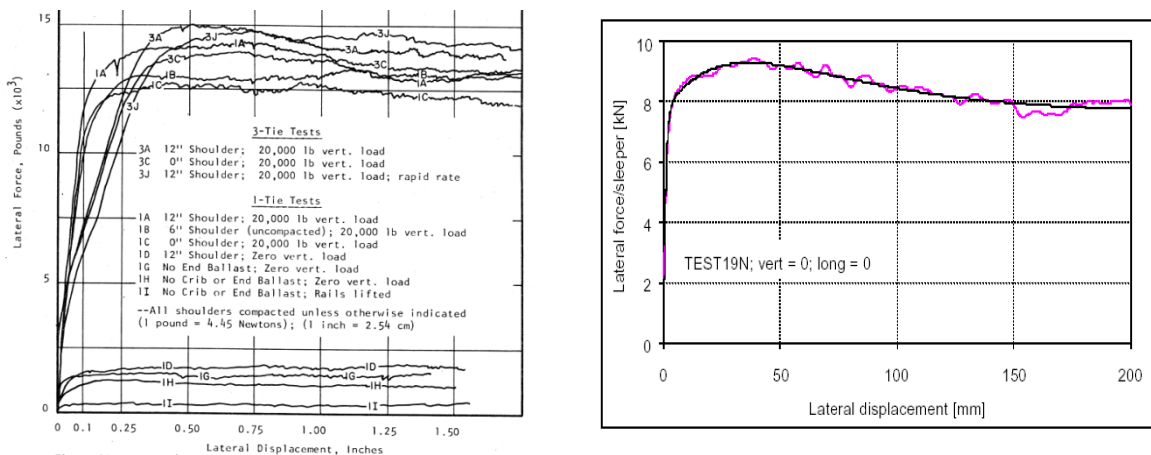 15
10
5
0
Lateral Force, Pounds (x10³)
3A
3J
1A
1A
3C
1B
1C
3J
3J
3A
3C
1B
1A
1C
3-Tie Tests
3A 12" Shoulder; 20,000 lb vert. load
3C 0" Shoulder; 20,000 lb vert. load
3J 12" Shoulder; 20,000 lb vert. load; rapid rate
1-Tie Tests
1A 12" Shoulder; 20,000 lb vert. load
1B 6" Shoulder (uncompacted); 20,000 lb vert. load
1C 0" Shoulder; 20,000 lb vert. load
1D 12" Shoulder; Zero vert. load
1G No End Ballast; Zero vert. load
1H No Crib or End Ballast; Zero vert. load
1I No Crib or End Ballast; Rails lifted
--All shoulders compacted unless otherwise indicated
(1 pound = 4.45 Newtons); (1 inch = 2.54 cm)
1D
1G
1H
1I
1D
1G
1H
1I
0 0.1 0.25 0.50 0.75 1.00 1.25 1.50
Lateral Displacement, Inches
10
8
6
4
2
0
Lateral force/sleeper [kN]
TEST19N; vert = 0; long = 0
0 50 100 150 200
Lateral displacement [mm]